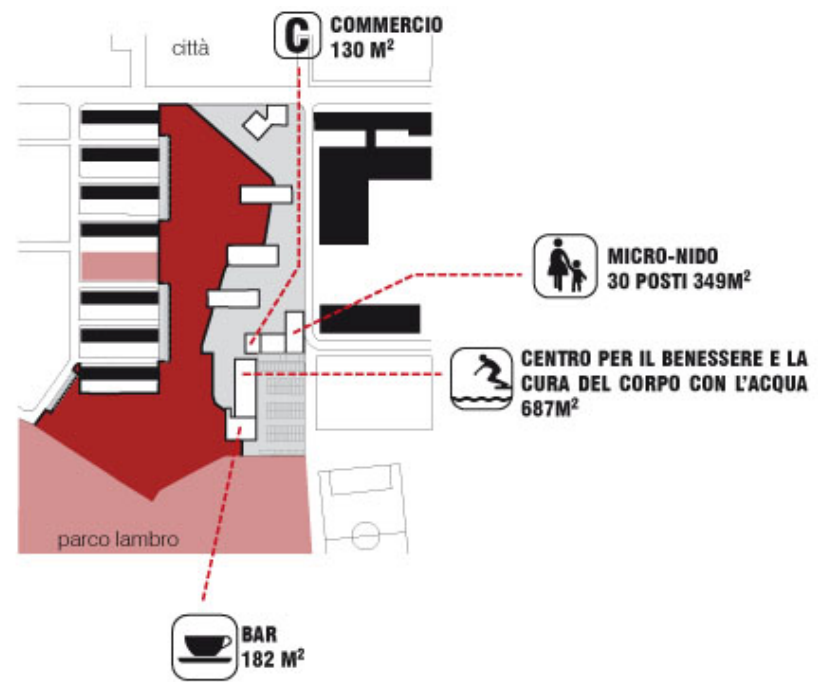 città
C
COMMERCIO
130 M²
MICRO-NIDO
30 POSTI 349M²
CENTRO PER IL BENESSERE E LA
CURA DEL CORPO CON L'ACQUA
687M²
parco lambro
BAR
182 M²